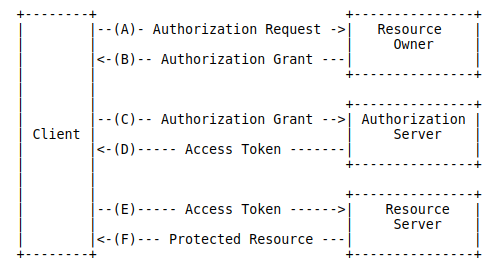 +--------+                               +---------------+
|        |--(A)- Authorization Request ->|   Resource    |
|        |                               |     Owner     |
|        |<-(B)-- Authorization Grant ---|               |
|        |                               +---------------+
|        |
|        |                               +---------------+
|        |--(C)-- Authorization Grant -->| Authorization |
| Client |                               |     Server    |
|        |<-(D)----- Access Token -------|               |
|        |                               +---------------+
|        |
|        |                               +---------------+
|        |--(E)----- Access Token ------>|    Resource   |
|        |                               |     Server    |
|        |<-(F)--- Protected Resource ---|               |
+--------+                               +---------------+